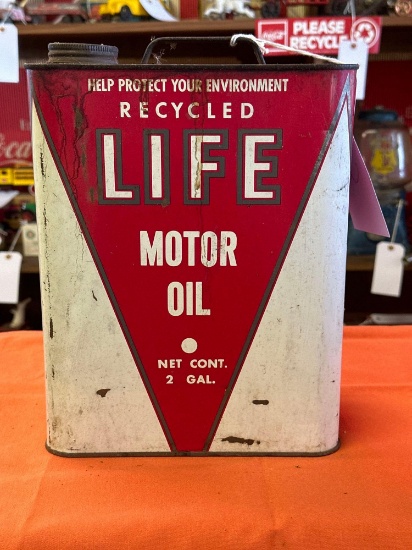 PLEASE
RECYCLE
HELP PROTECT YOUR ENVIRONMENT
RECYCLED
LIFE
MOTOR
OIL
NET CONT.
2 GAL.